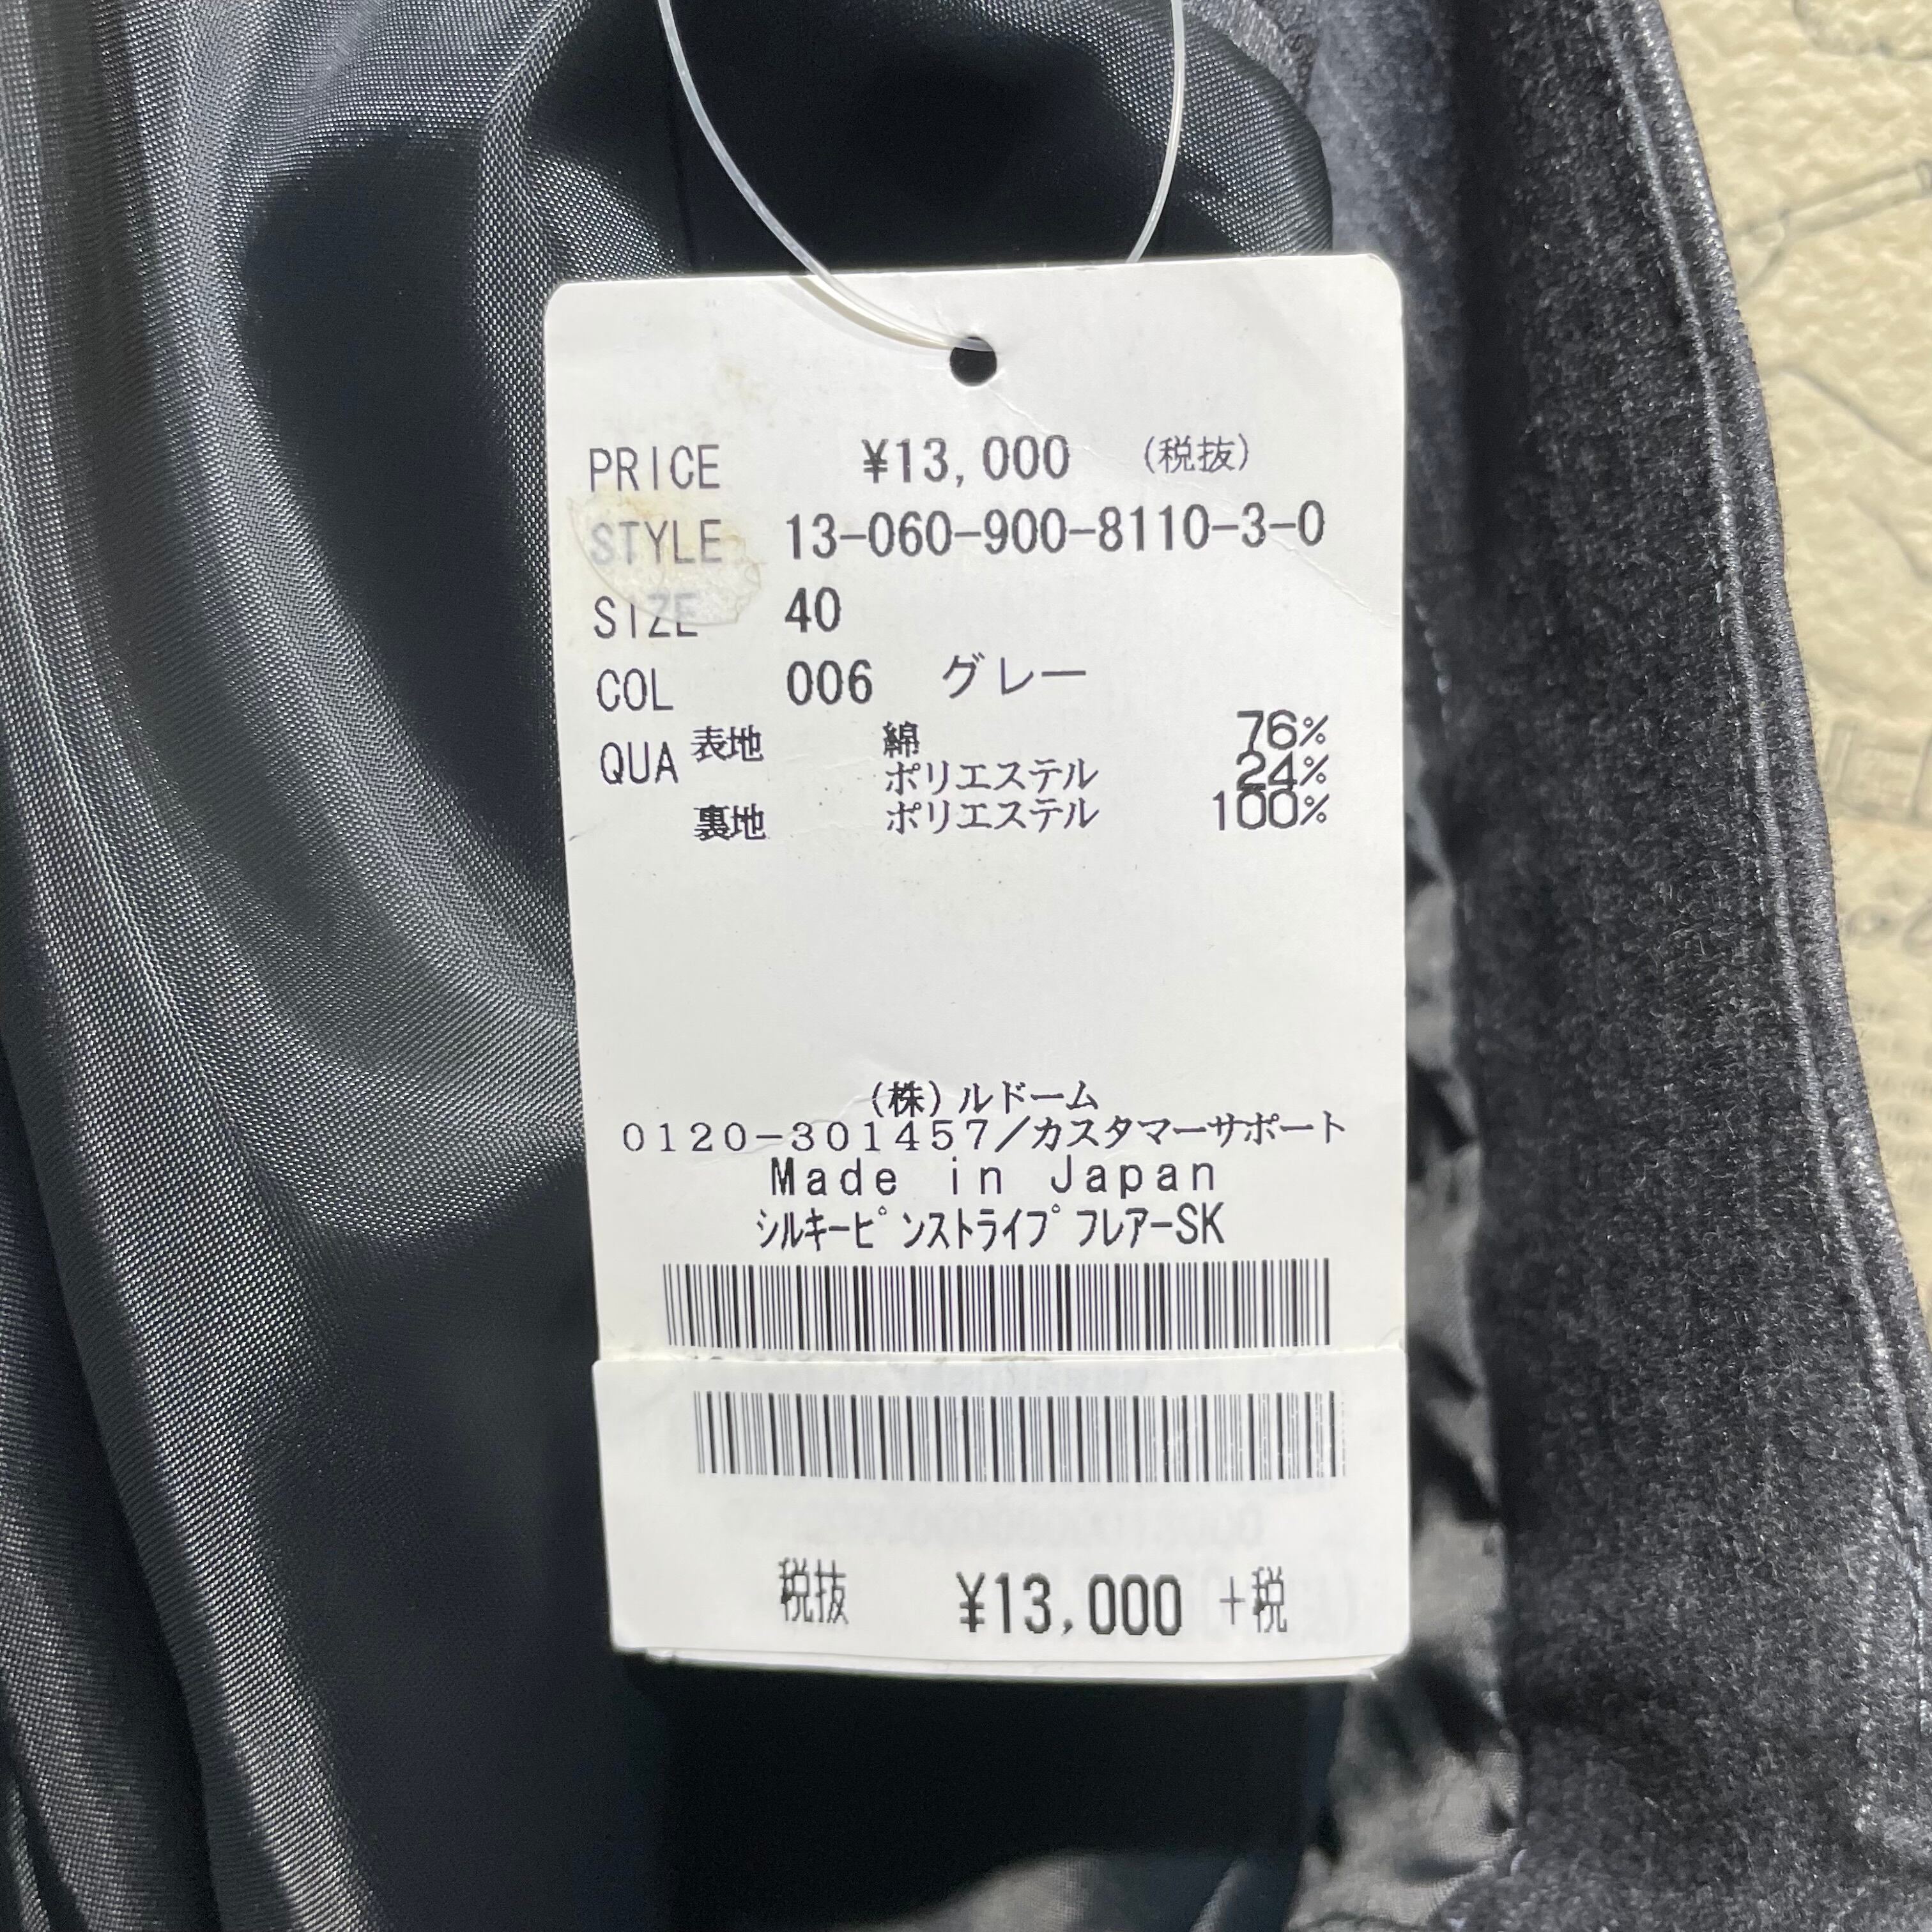 PRICE ¥13,000 (税抜)
STYLE 13-060-900-8110-3-0
SIZE 40
COL 006 グレー
QUA 表地 綿 76%
ポリエステル 24%
裏地 ポリエステル 100%
(株)ルドーム
0120-301457/カスタマーサポート
Made in Japan
シルキーピンストライプフレアーSK
税抜 ¥13,000 +税